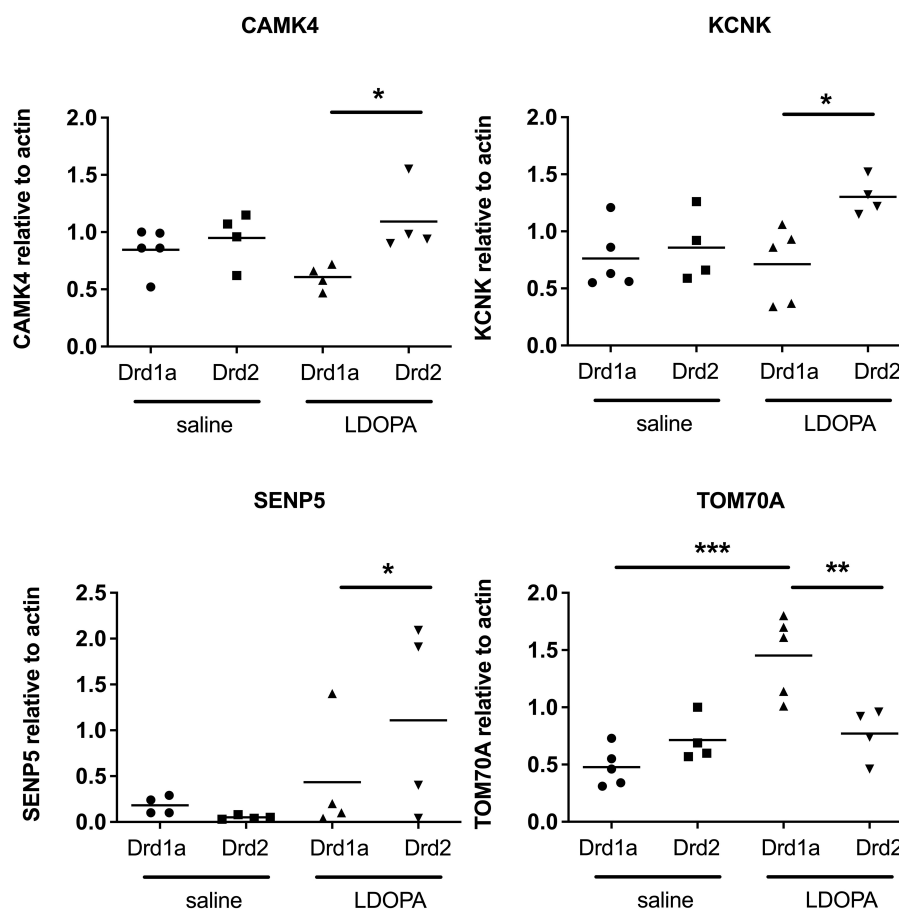 CAMK4
CAMK4 relative to actin
*
2.0
1.5
1.0
0.5
0.0
Drd1a Drd2 Drd1a Drd2
saline LDOPA
KCNK
KCNK relative to actin
*
2.0
1.5
1.0
0.5
0.0
Drd1a Drd2 Drd1a Drd2
saline LDOPA
SENP5
SENP5 relative to actin
*
2.5
2.0
1.5
1.0
0.5
0.0
Drd1a Drd2 Drd1a Drd2
saline LDOPA
TOM70A
TOM70A relative to actin
*** **
2.0
1.5
1.0
0.5
0.0
Drd1a Drd2 Drd1a Drd2
saline LDOPA